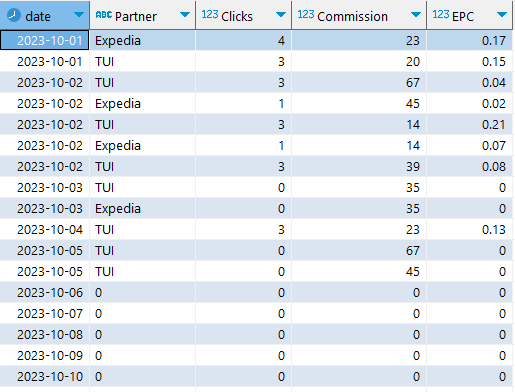 date ABC Partner 123 Clicks 123 Commission 123 EPC
2023-10-01 Expedia 4 23 0.17
2023-10-01 TUI 3 20 0.15
2023-10-02 TUI 3 67 0.04
2023-10-02 Expedia 1 45 0.02
2023-10-02 TUI 3 14 0.21
2023-10-02 Expedia 1 14 0.07
2023-10-02 TUI 3 39 0.08
2023-10-03 TUI 0 35 0
2023-10-03 Expedia 0 35 0
2023-10-04 TUI 3 23 0.13
2023-10-05 TUI 0 67 0
2023-10-05 TUI 0 45 0
2023-10-06 0 0 0 0
2023-10-07 0 0 0 0
2023-10-08 0 0 0 0
2023-10-09 0 0 0 0
2023-10-10 0 0 0 0